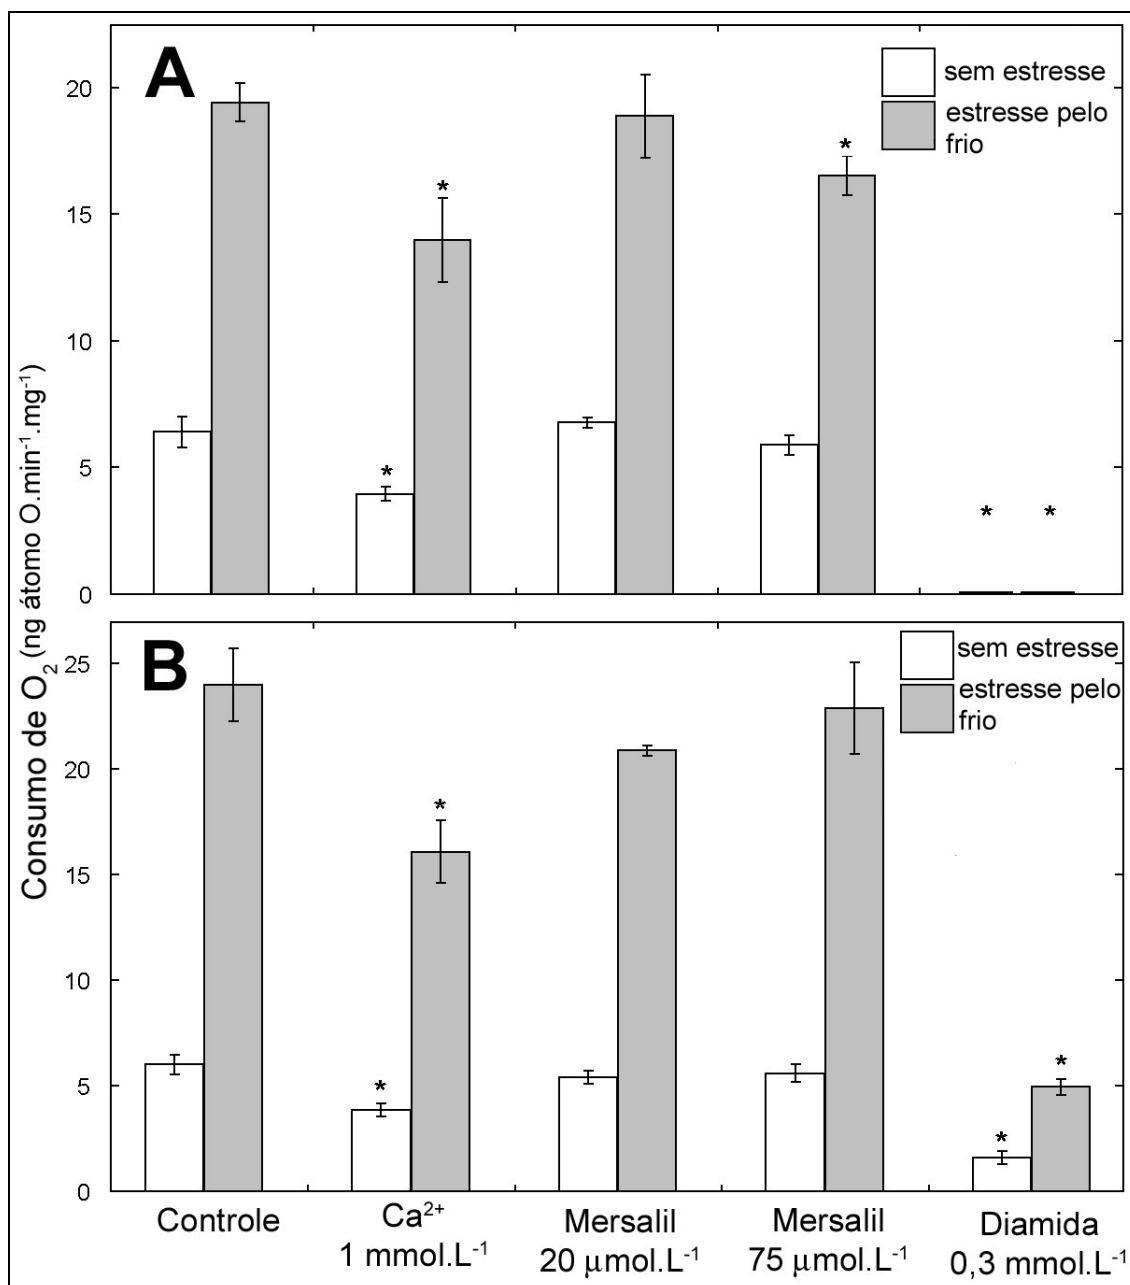 A
sem estresse
estresse pelo
frio
20
15
10
5
0
*
*
*
*
*
Consumo de O₂ (ng átomo O.min⁻¹.mg⁻¹)
B
sem estresse
estresse pelo
frio
25
20
15
10
5
0
*
*
*
*
Controle
Ca²⁺
1 mmol.L⁻¹
Mersalil
20 µmol.L⁻¹
Mersalil
75 µmol.L⁻¹
Diamida
0,3 mmol.L⁻¹